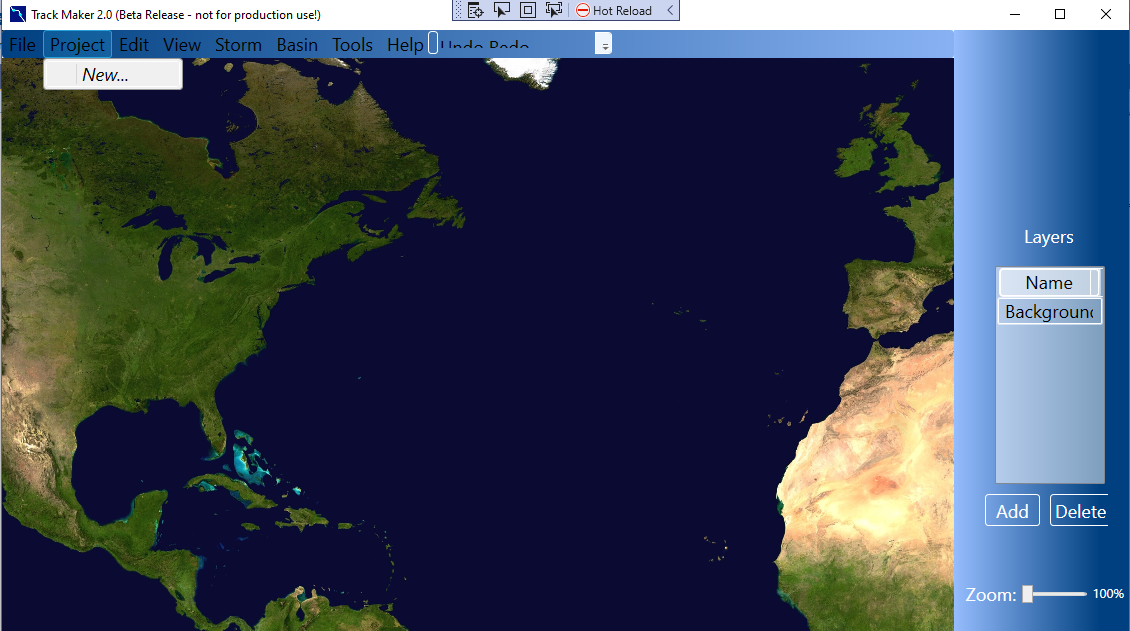 Track Maker 2.0 (Beta Release - not for production use!)
Hot Reload
File Project Edit View Storm Basin Tools Help Undo Redo
New...
Layers
Name
Background
Add Delete
Zoom: 100%